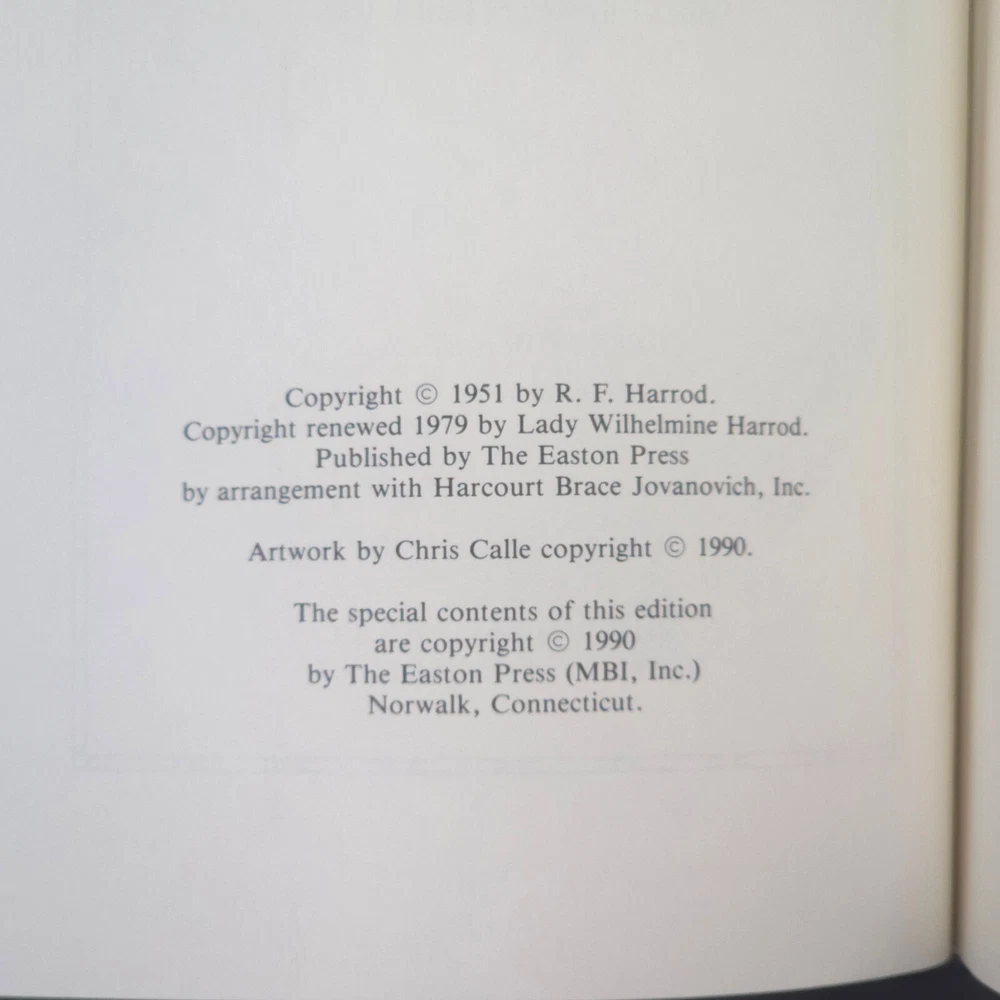 Copyright © 1951 by R. F. Harrod.
Copyright renewed 1979 by Lady Wilhelmine Harrod.
Published by The Easton Press
by arrangement with Harcourt Brace Jovanovich, Inc.
Artwork by Chris Calle copyright © 1990.
The special contents of this edition
are copyright © 1990
by The Easton Press (MBI, Inc.)
Norwalk, Connecticut.